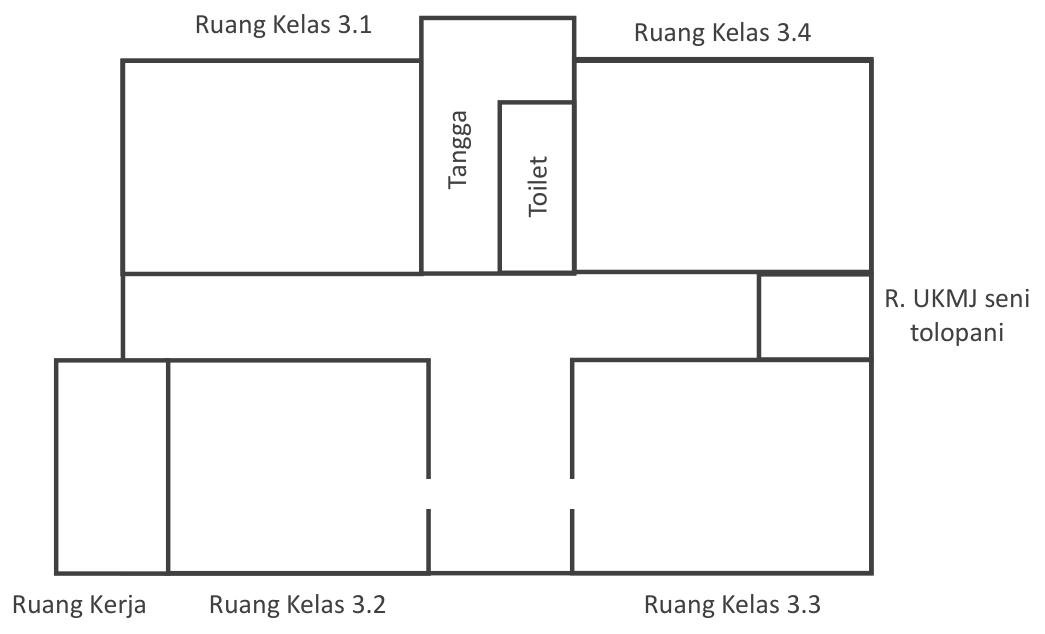 Ruang Kelas 3.1
Ruang Kelas 3.4
Tangga
Toilet
R. UKMJ seni
tolopani
Ruang Kerja
Ruang Kelas 3.2
Ruang Kelas 3.3